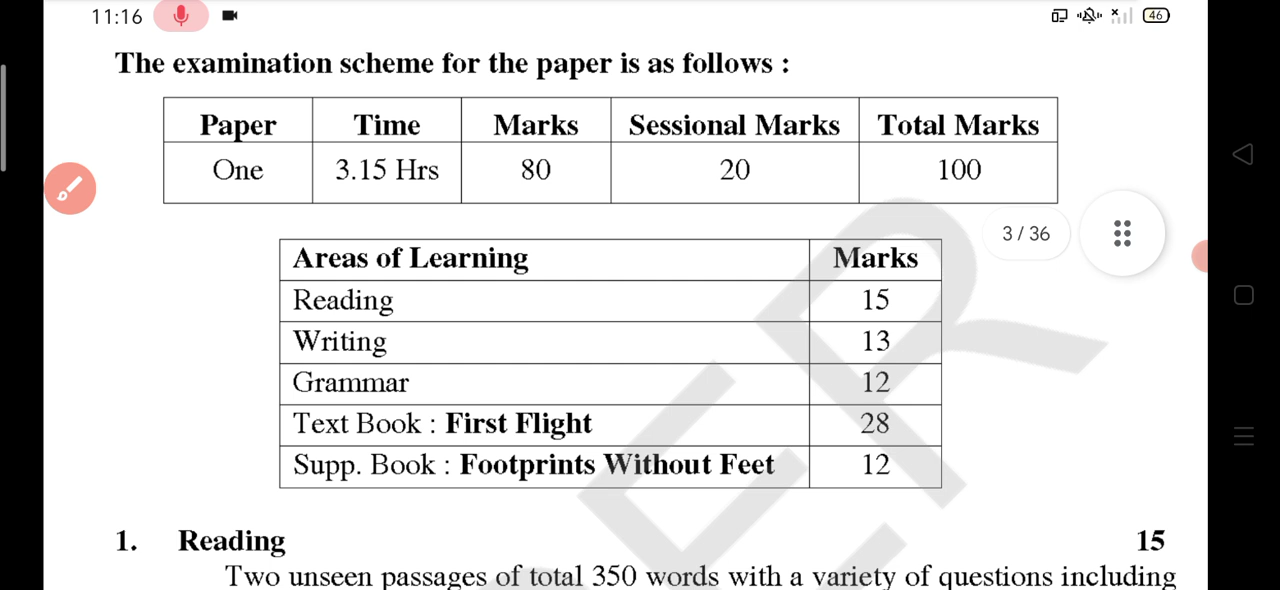 11:16
46
The examination scheme for the paper is as follows :
Paper Time Marks Sessional Marks Total Marks
One 3.15 Hrs 80 20 100
3 / 36
Areas of Learning Marks
Reading 15
Writing 13
Grammar 12
Text Book : First Flight 28
Supp. Book : Footprints Without Feet 12
1. Reading 15
Two unseen passages of total 350 words with a variety of questions including